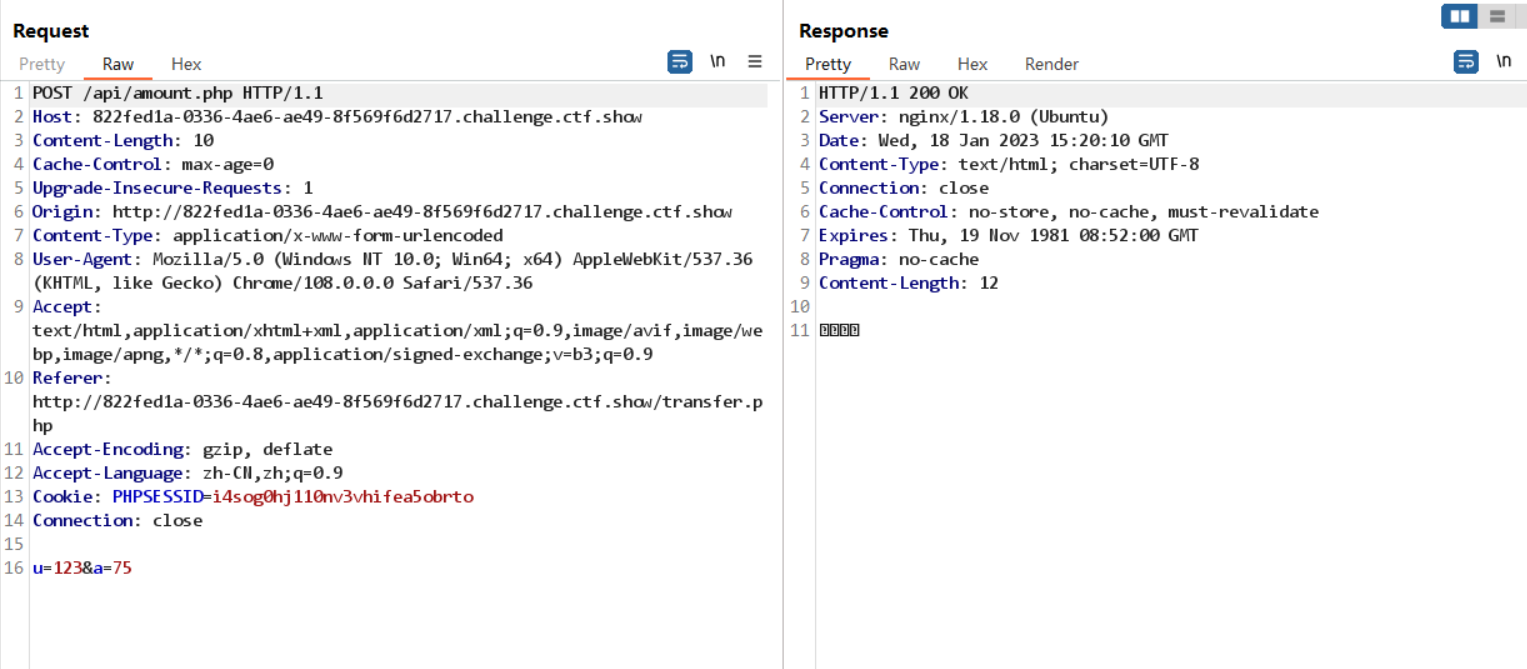 Request
Pretty Raw Hex \n
1 POST /api/amount.php HTTP/1.1
2 Host: 822fed1a-0336-4ae6-ae49-8f569f6d2717.challenge.ctf.show
3 Content-Length: 10
4 Cache-Control: max-age=0
5 Upgrade-Insecure-Requests: 1
6 Origin: http://822fed1a-0336-4ae6-ae49-8f569f6d2717.challenge.ctf.show
7 Content-Type: application/x-www-form-urlencoded
8 User-Agent: Mozilla/5.0 (Windows NT 10.0; Win64; x64) AppleWebKit/537.36
(KHTML, like Gecko) Chrome/108.0.0.0 Safari/537.36
9 Accept:
text/html,application/xhtml+xml,application/xml;q=0.9,image/avif,image/we
bp,image/apng,*/*;q=0.8,application/signed-exchange;v=b3;q=0.9
10 Referer:
http://822fed1a-0336-4ae6-ae49-8f569f6d2717.challenge.ctf.show/transfer.p
hp
11 Accept-Encoding: gzip, deflate
12 Accept-Language: zh-CN,zh;q=0.9
13 Cookie: PHPSESSID=i4sog0hj110nv3vhifea5obrto
14 Connection: close
15
16 u=123&a=75
Response
Pretty Raw Hex Render \n
1 HTTP/1.1 200 OK
2 Server: nginx/1.18.0 (Ubuntu)
3 Date: Wed, 18 Jan 2023 15:20:10 GMT
4 Content-Type: text/html; charset=UTF-8
5 Connection: close
6 Cache-Control: no-store, no-cache, must-revalidate
7 Expires: Thu, 19 Nov 1981 08:52:00 GMT
8 Pragma: no-cache
9 Content-Length: 12
10
11